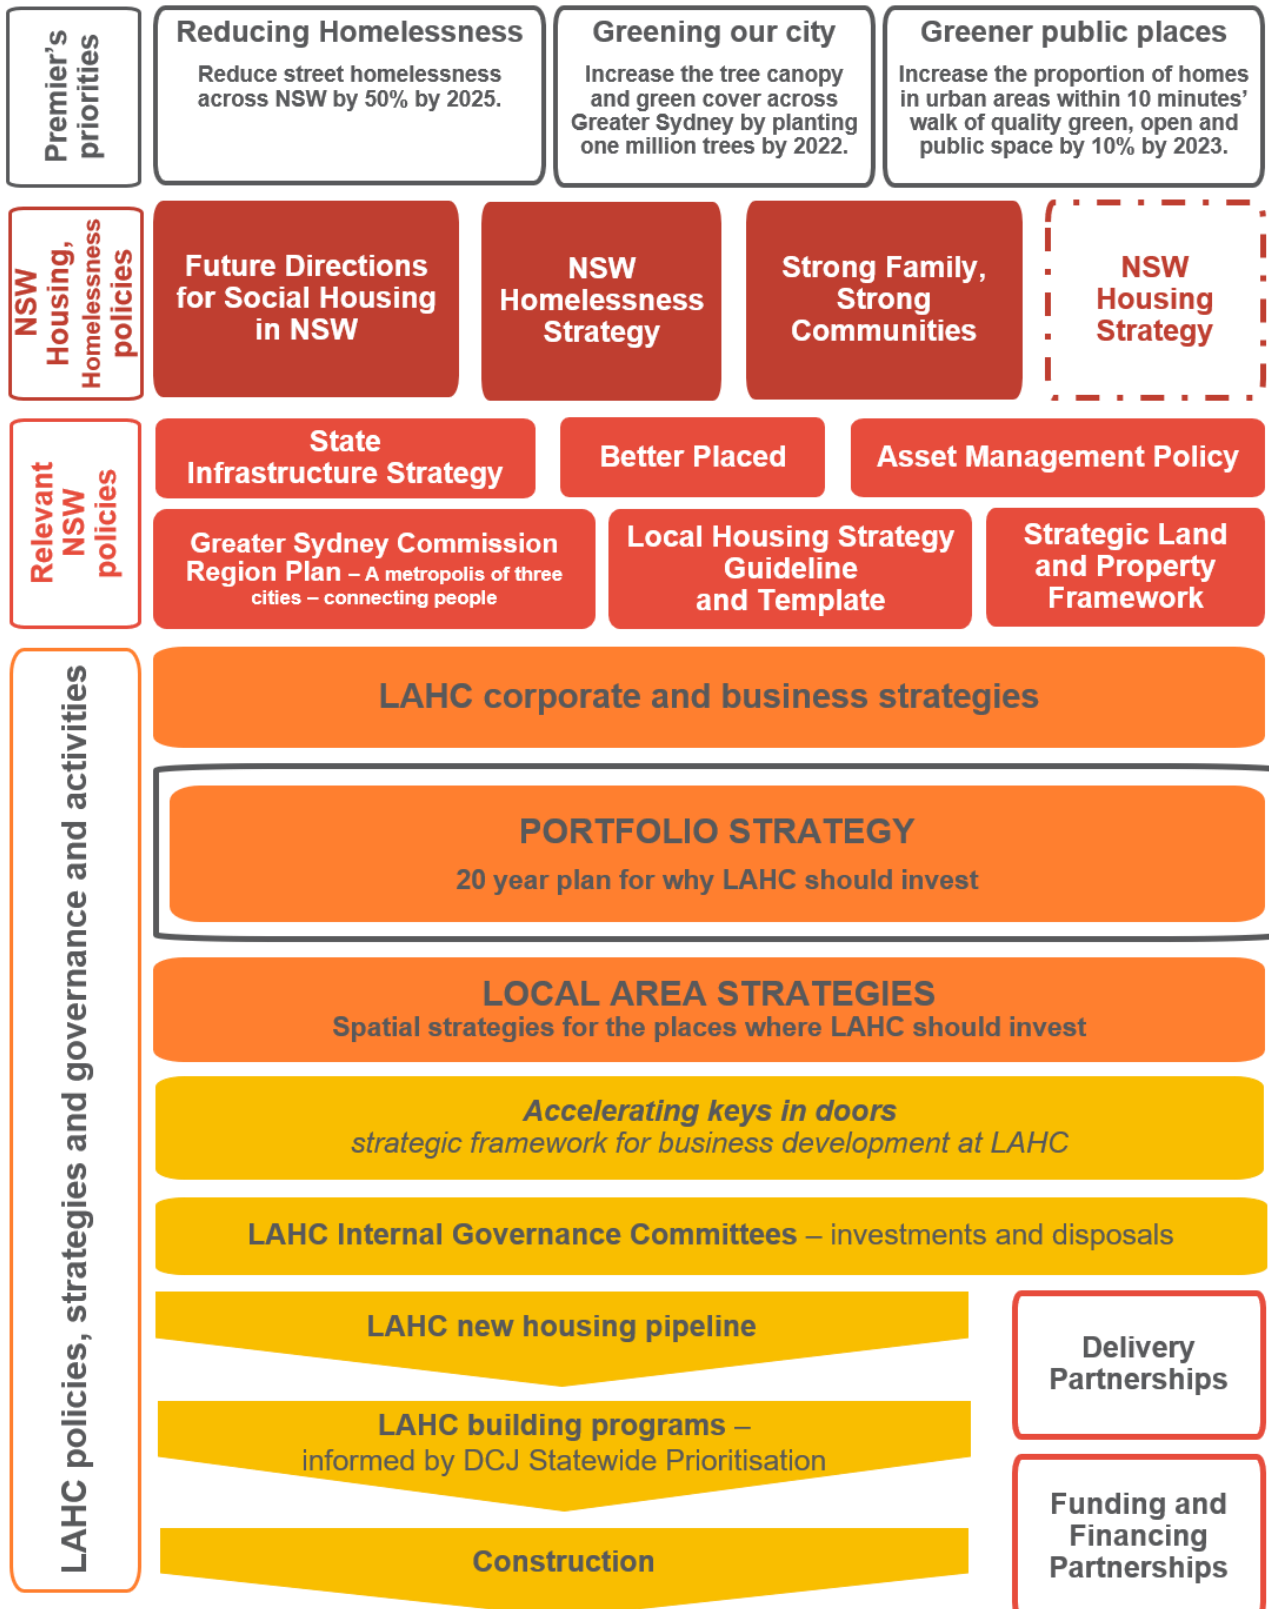 Premier's
priorities
Reducing Homelessness
Reduce street homelessness
across NSW by 50% by 2025.
Greening our city
Increase the tree canopy
and green cover across
Greater Sydney by planting
one million trees by 2022.
Greener public places
Increase the proportion of homes
in urban areas within 10 minutes'
walk of quality green, open and
public space by 10% by 2023.
NSW
Housing,
Homelessness
policies
Future Directions
for Social Housing
in NSW
NSW
Homelessness
Strategy
Strong Family,
Strong
Communities
NSW
Housing
Strategy
Relevant
NSW
policies
State
Infrastructure Strategy
Better Placed
Asset Management Policy
Greater Sydney Commission
Region Plan – A metropolis of three
cities – connecting people
Local Housing Strategy
Guideline
and Template
Strategic Land
and Property
Framework
LAHC policies, strategies and governance and activities
LAHC corporate and business strategies
PORTFOLIO STRATEGY
20 year plan for why LAHC should invest
LOCAL AREA STRATEGIES
Spatial strategies for the places where LAHC should invest
Accelerating keys in doors
strategic framework for business development at LAHC
LAHC Internal Governance Committees – investments and disposals
LAHC new housing pipeline
LAHC building programs –
informed by DCJ Statewide Prioritisation
Construction
Delivery
Partnerships
Funding and
Financing
Partnerships